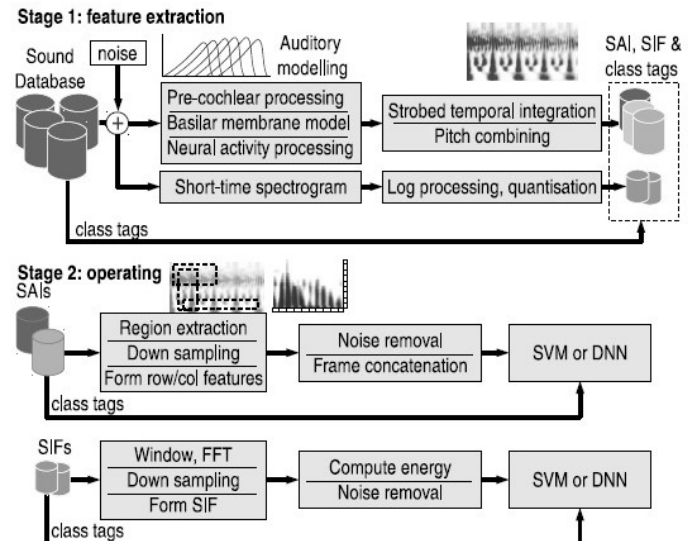 Stage 1: feature extraction
Sound
Database
noise
Auditory
modelling
SAI, SIF &
class tags
Pre-cochlear processing
Basilar membrane model
Neural activity processing
Strobed temporal integration
Pitch combining
Short-time spectrogram
Log processing, quantisation
class tags
Stage 2: operating
SAIs
Region extraction
Down sampling
Form row/col features
Noise removal
Frame concatenation
SVM or DNN
class tags
SIFs
Window, FFT
Down sampling
Form SIF
Compute energy
Noise removal
SVM or DNN
class tags